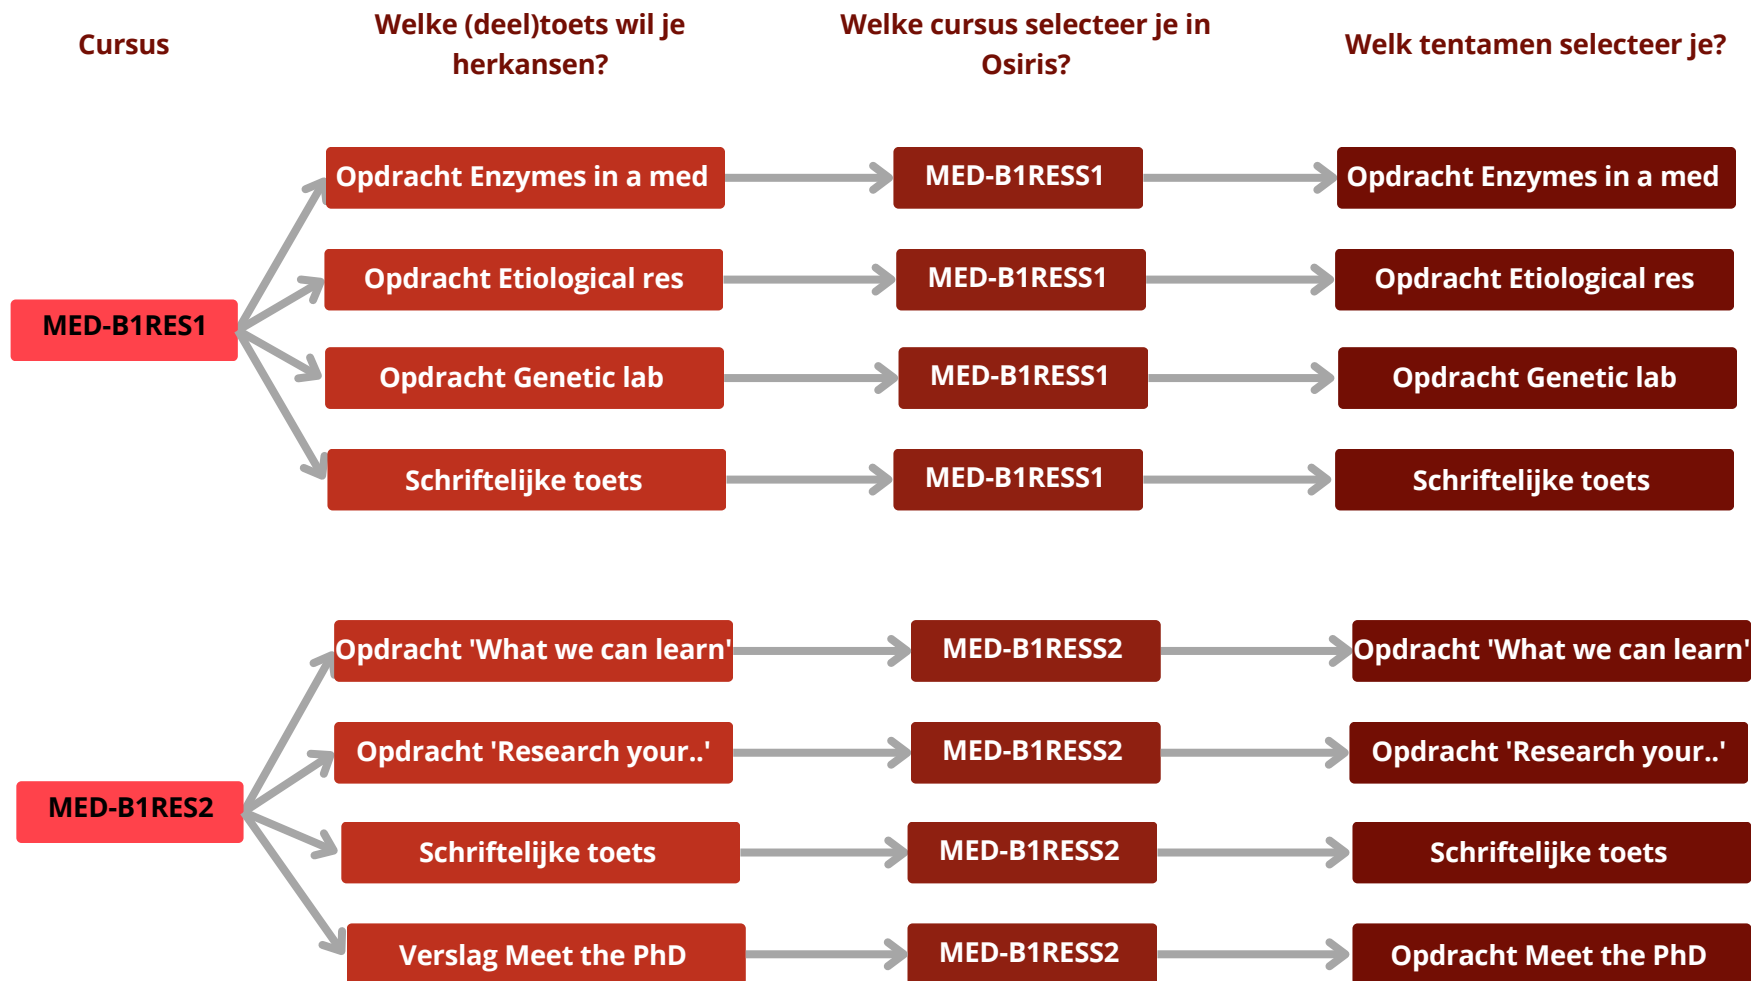 Cursus
Welke (deel)toets wil je
herkansen?
Welke cursus selecteer je in
Osiris?
Welk tentamen selecteer je?
MED-B1RES1
Opdracht Enzymes in a med
MED-B1RESS1
Opdracht Enzymes in a med
Opdracht Etiological res
MED-B1RESS1
Opdracht Etiological res
Opdracht Genetic lab
MED-B1RESS1
Opdracht Genetic lab
Schriftelijke toets
MED-B1RESS1
Schriftelijke toets
MED-B1RES2
Opdracht 'What we can learn'
MED-B1RESS2
Opdracht 'What we can learn'
Opdracht 'Research your..'
MED-B1RESS2
Opdracht 'Research your..'
Schriftelijke toets
MED-B1RESS2
Schriftelijke toets
Verslag Meet the PhD
MED-B1RESS2
Opdracht Meet the PhD